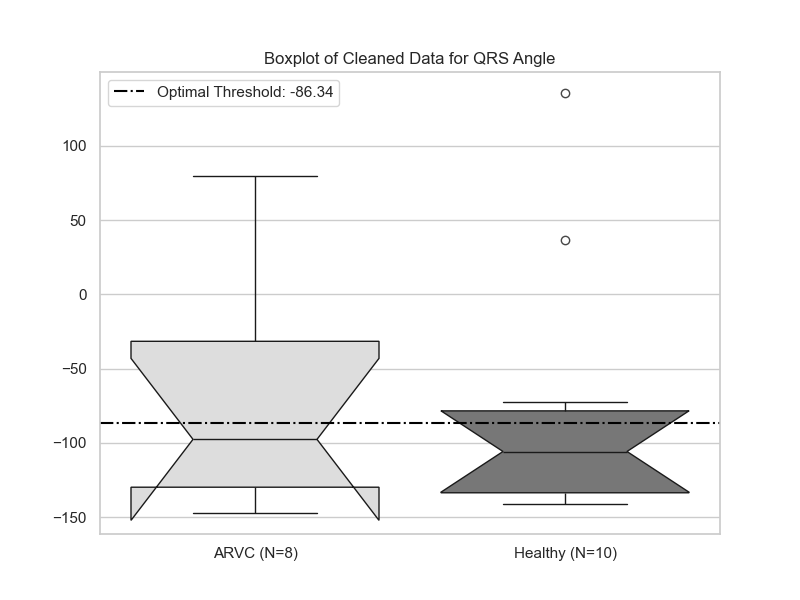 Boxplot of Cleaned Data for QRS Angle
Optimal Threshold: -86.34
100
50
0
−50
−100
−150
ARVC (N=8)
Healthy (N=10)